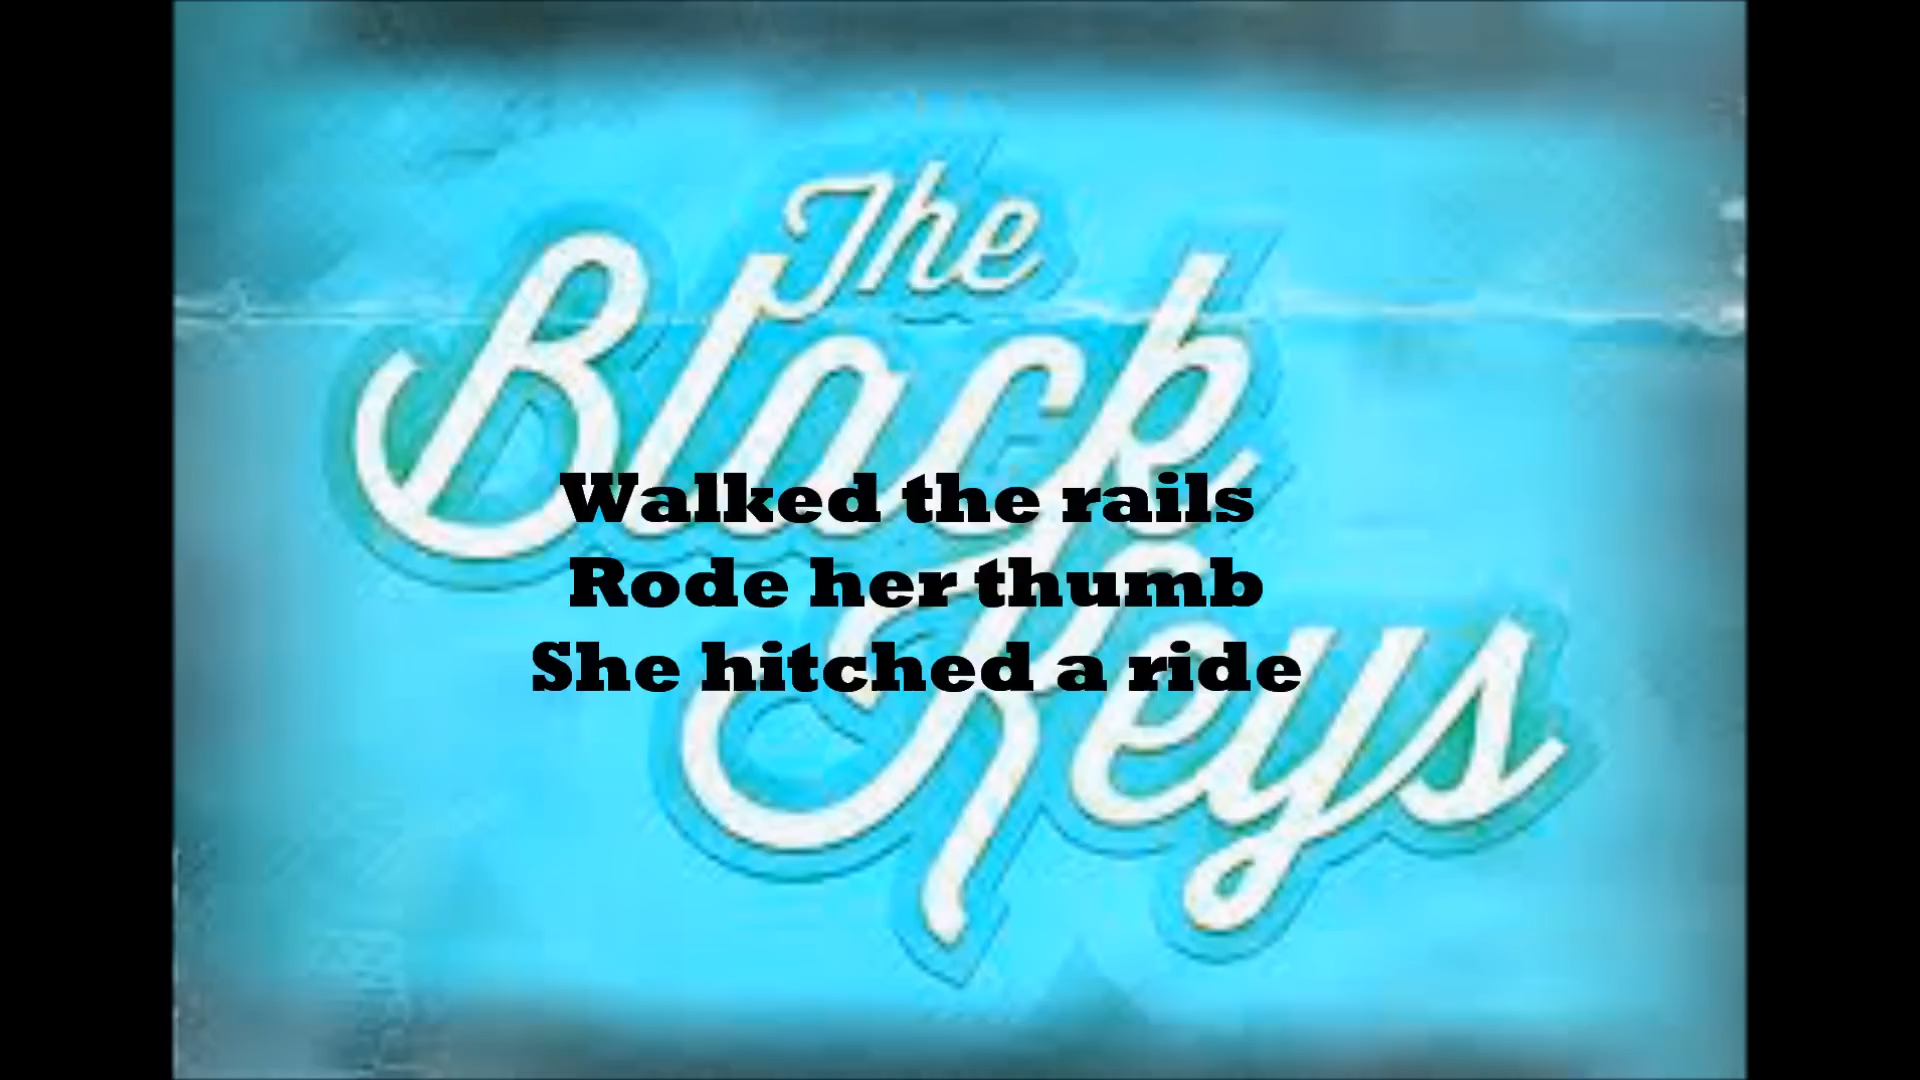 The
Black
Keys
Walked the rails
Rode her thumb
She hitched a ride